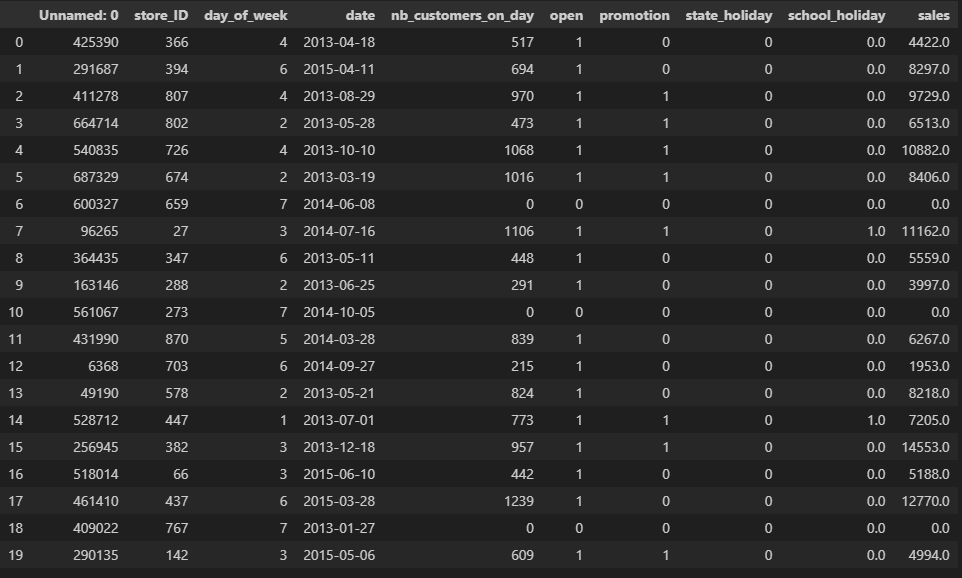 Unnamed: 0 store_ID day_of_week date nb_customers_on_day open promotion state_holiday school_holiday sales
0 425390 366 4 2013-04-18 517 1 0 0 0.0 4422.0
1 291687 394 6 2015-04-11 694 1 0 0 0.0 8297.0
2 411278 807 4 2013-08-29 970 1 1 0 0.0 9729.0
3 664714 802 2 2013-05-28 473 1 1 0 0.0 6513.0
4 540835 726 4 2013-10-10 1068 1 1 0 0.0 10882.0
5 687329 674 2 2013-03-19 1016 1 1 0 0.0 8406.0
6 600327 659 7 2014-06-08 0 0 0 0 0.0 0.0
7 96265 27 3 2014-07-16 1106 1 1 0 1.0 11162.0
8 364435 347 6 2013-05-11 448 1 0 0 0.0 5559.0
9 163146 288 2 2013-06-25 291 1 0 0 0.0 3997.0
10 561067 273 7 2014-10-05 0 0 0 0 0.0 0.0
11 431990 870 5 2014-03-28 839 1 0 0 0.0 6267.0
12 6368 703 6 2014-09-27 215 1 0 0 0.0 1953.0
13 49190 578 2 2013-05-21 824 1 0 0 0.0 8218.0
14 528712 447 1 2013-07-01 773 1 1 0 1.0 7205.0
15 256945 382 3 2013-12-18 957 1 1 0 0.0 14553.0
16 518014 66 3 2015-06-10 442 1 0 0 0.0 5188.0
17 461410 437 6 2015-03-28 1239 1 0 0 0.0 12770.0
18 409022 767 7 2013-01-27 0 0 0 0 0.0 0.0
19 290135 142 3 2015-05-06 609 1 1 0 0.0 4994.0